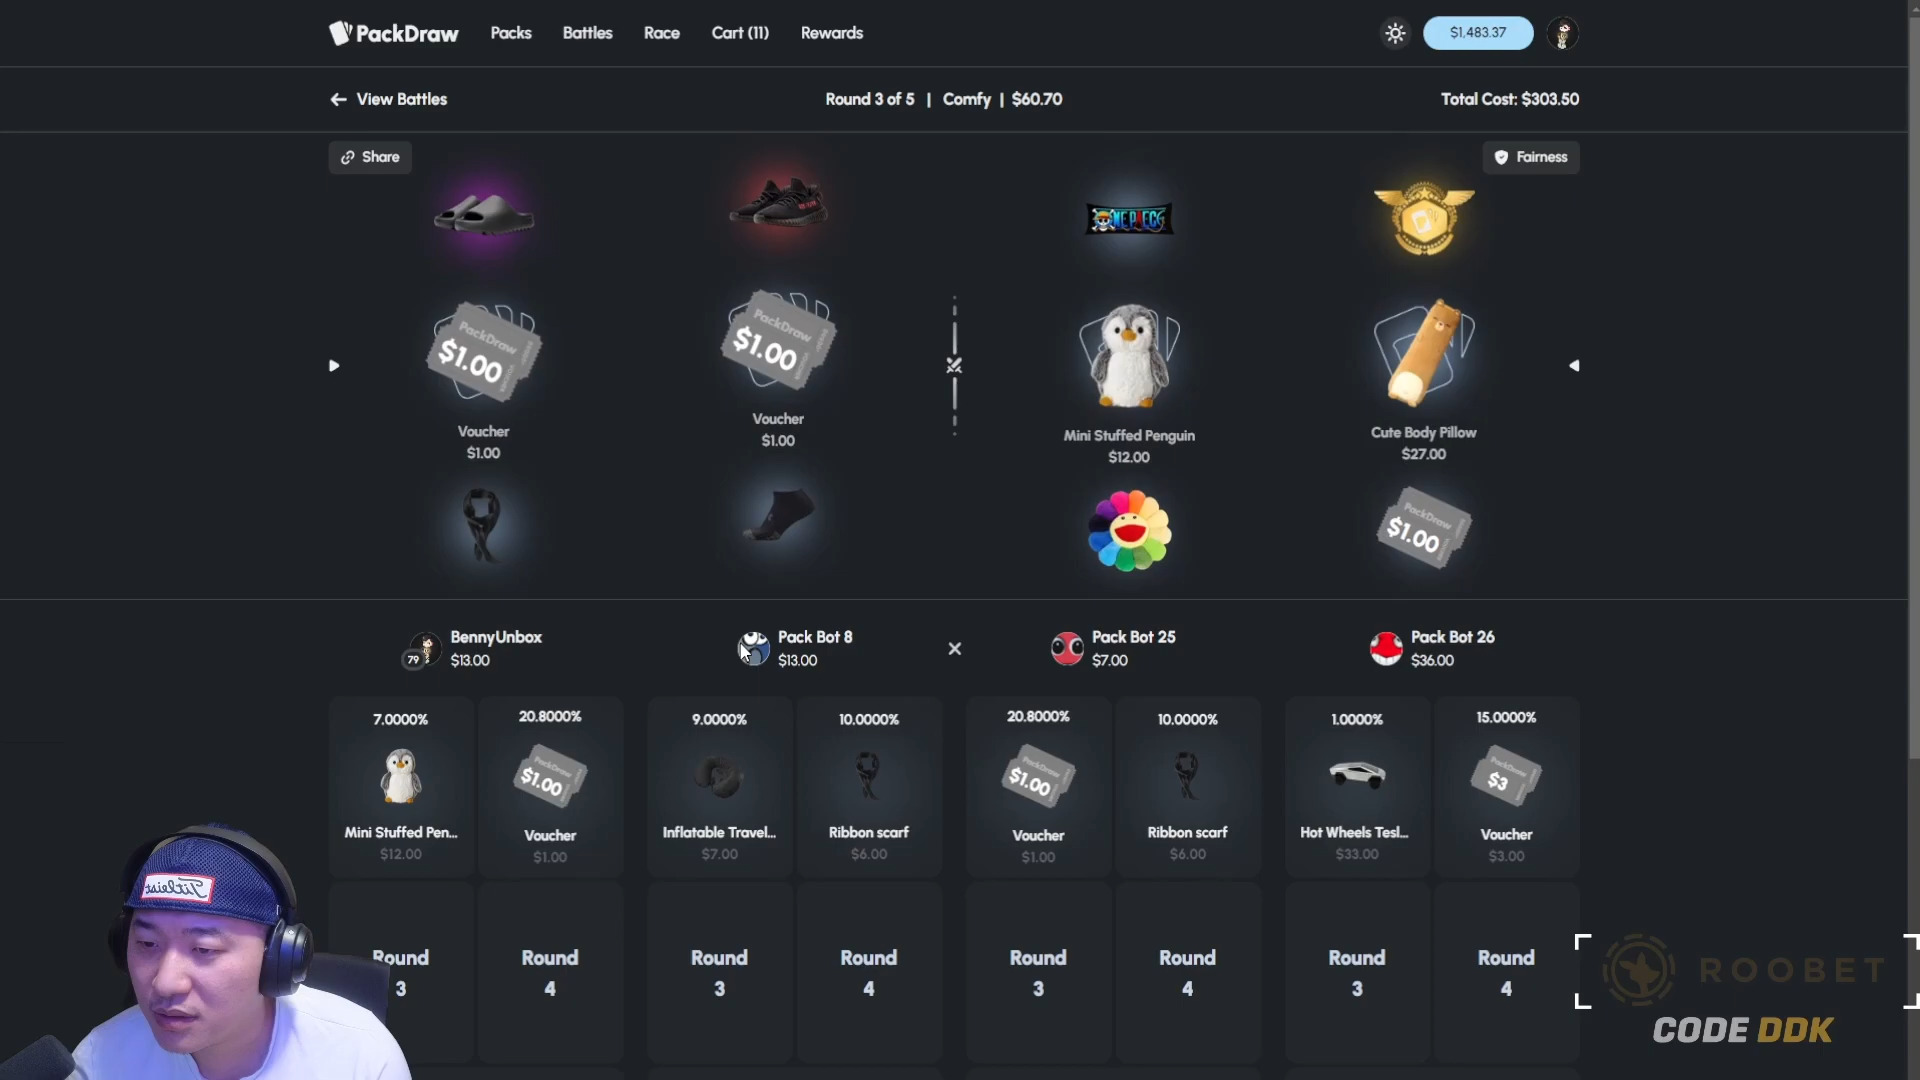 PackDraw Packs Battles Race Cart (11) Rewards $1,483.37
View Battles Round 3 of 5 | Comfy | $60.70 Total Cost: $303.50
Share Fairness
PackDraw PackDraw
$1.00 $1.00
Voucher Voucher Mini Stuffed Penguin Cute Body Pillow
$1.00 $1.00 $12.00 $27.00
PackDraw
$1.00
BennyUnbox Pack Bot 8 Pack Bot 25 Pack Bot 26
79 $13.00 $13.00 $7.00 $36.00
7.0000% 20.8000% 9.0000% 10.0000% 20.8000% 10.0000% 1.0000% 15.0000%
$1.00 $1.00 $3
Mini Stuffed Pen... Voucher Inflatable Travel... Ribbon scarf Voucher Ribbon scarf Hot Wheels Tesl... Voucher
$12.00 $1.00 $7.00 $6.00 $1.00 $6.00 $33.00 $3.00
Titleist
Round Round Round Round Round Round Round Round
3 4 3 4 3 4 3 4
ROOBET
CODE DDK